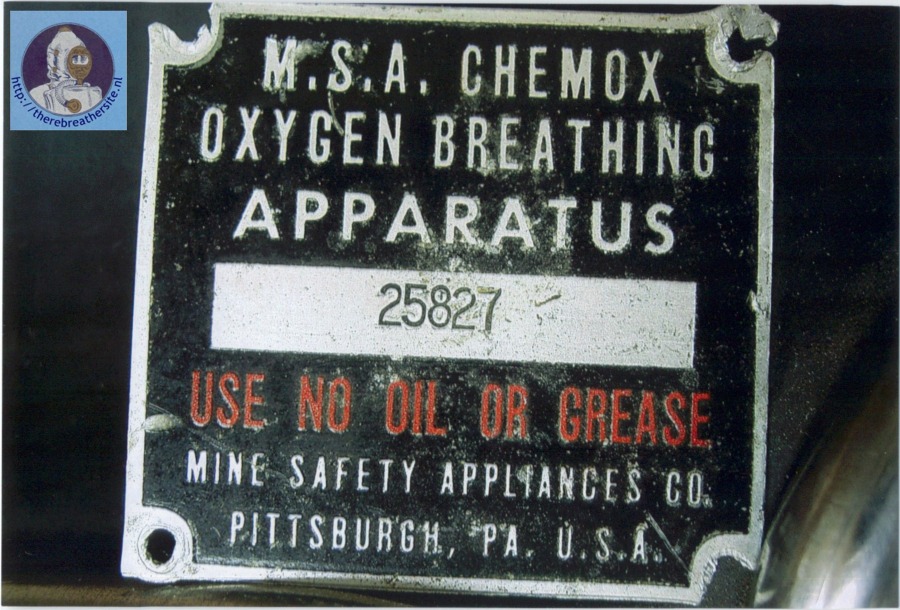 http://therebreathersite.nl
M.S.A. CHEMOX
OXYGEN BREATHING
APPARATUS
25827
USE NO OIL OR GREASE
MINE SAFETY APPLIANCES CO.
PITTSBURGH, PA. U.S.A.